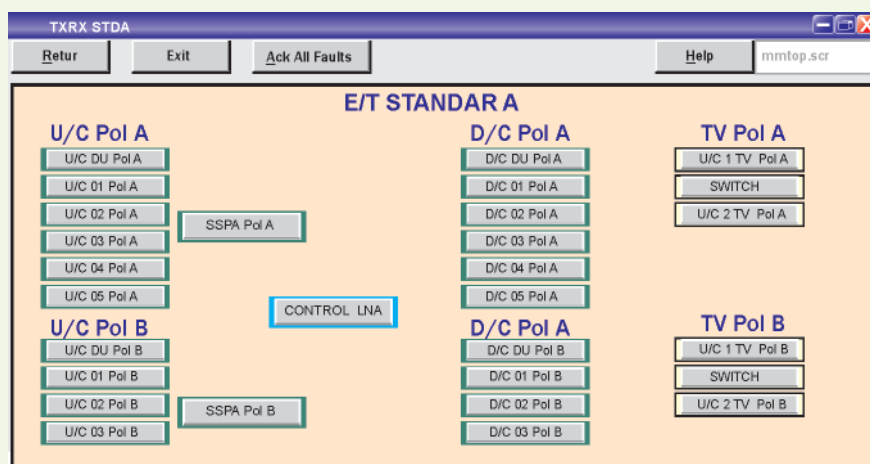 TXRX STDA
Retur Exit Ack All Faults Help mmtop.scr
E/T STANDAR A
U/C Pol A
U/C DU Pol A
U/C 01 Pol A
U/C 02 Pol A
U/C 03 Pol A
U/C 04 Pol A
U/C 05 Pol A
SSPA Pol A
U/C Pol B
U/C DU Pol B
U/C 01 Pol B
U/C 02 Pol B
U/C 03 Pol B
SSPA Pol B
CONTROL LNA
D/C Pol A
D/C DU Pol A
D/C 01 Pol A
D/C 02 Pol A
D/C 03 Pol A
D/C 04 Pol A
D/C 05 Pol A
D/C Pol A
D/C DU Pol B
D/C 01 Pol B
D/C 02 Pol B
D/C 03 Pol B
TV Pol A
U/C 1 TV Pol A
SWITCH
U/C 2 TV Pol A
TV Pol B
U/C 1 TV Pol B
SWITCH
U/C 2 TV Pol B